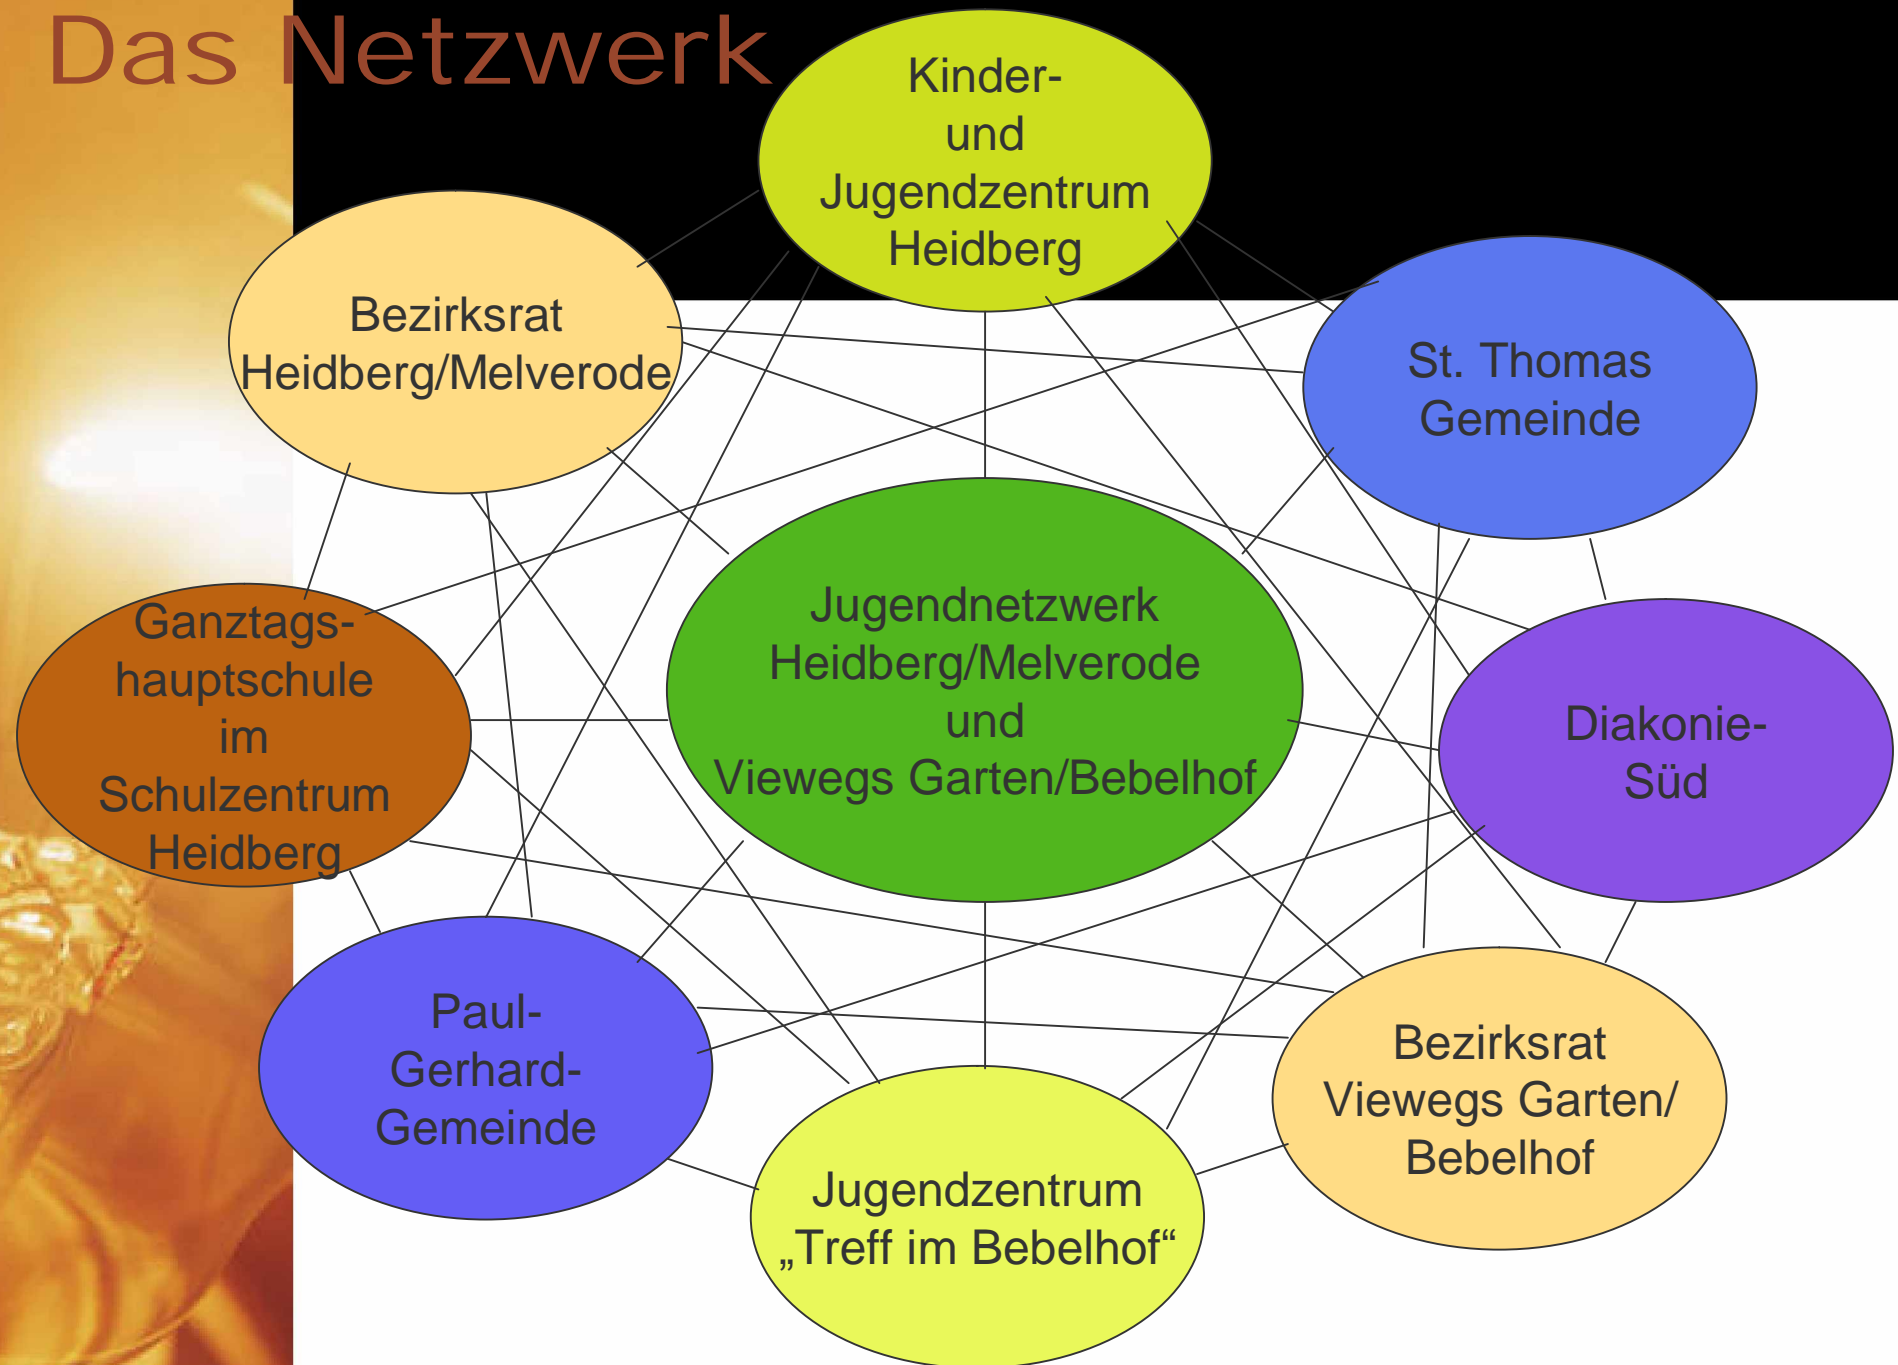 Das Netzwerk
Kinder-
und
Jugendzentrum
Heidberg
Bezirksrat
Heidberg/Melverode
St. Thomas
Gemeinde
Jugendnetzwerk
Heidberg/Melverode
und
Viewegs Garten/Bebelhof
Ganztags-
hauptschule
im
Schulzentrum
Heidberg
Diakonie-
Süd
Paul-
Gerhard-
Gemeinde
Bezirksrat
Viewegs Garten/
Bebelhof
Jugendzentrum
„Treff im Bebelhof“